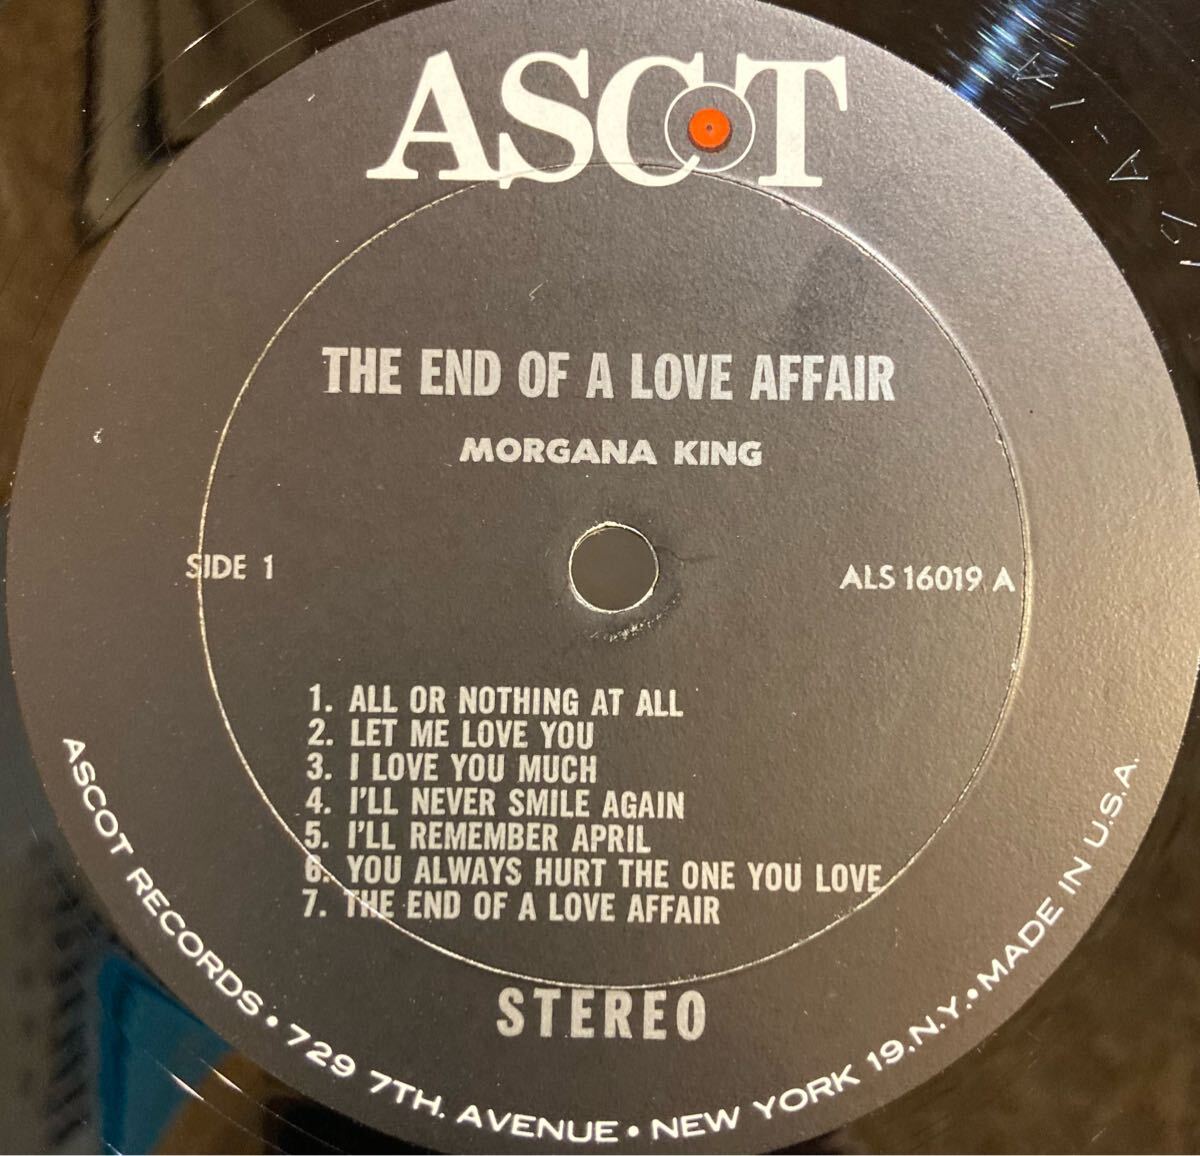 ASCOT
THE END OF A LOVE AFFAIR
MORGANA KING
SIDE 1
ALS 16019 A
1. ALL OR NOTHING AT ALL
2. LET ME LOVE YOU
3. I LOVE YOU MUCH
4. I'LL NEVER SMILE AGAIN
5. I'LL REMEMBER APRIL
6. YOU ALWAYS HURT THE ONE YOU LOVE
7. THE END OF A LOVE AFFAIR
STEREO
ASCOT RECORDS • 729 7TH. AVENUE • NEW YORK 19, N.Y. • MADE IN U.S.A.